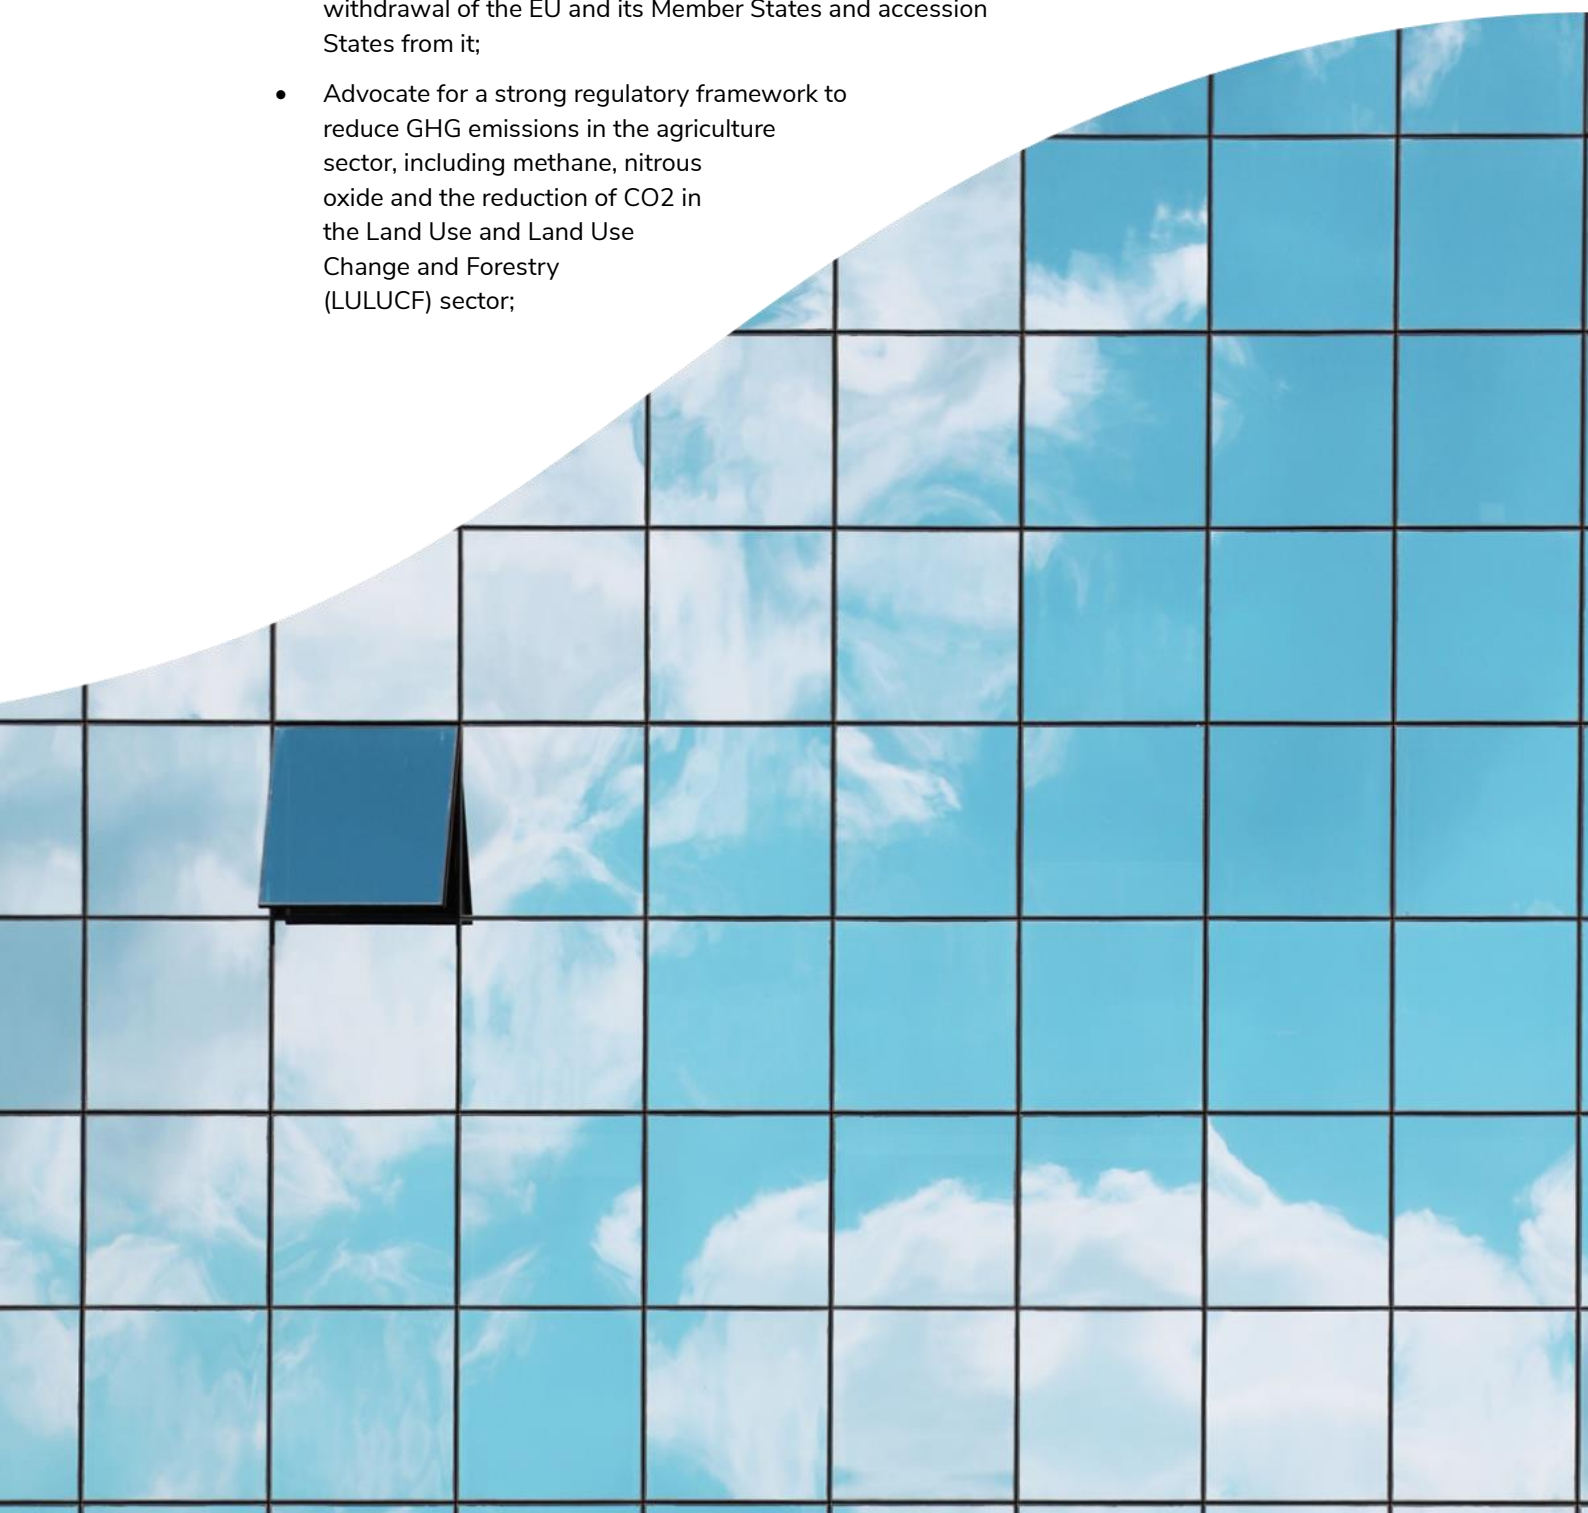 withdrawal of the EU and its Member States and accession
States from it;
• Advocate for a strong regulatory framework to
reduce GHG emissions in the agriculture
sector, including methane, nitrous
oxide and the reduction of CO2 in
the Land Use and Land Use
Change and Forestry
(LULUCF) sector;